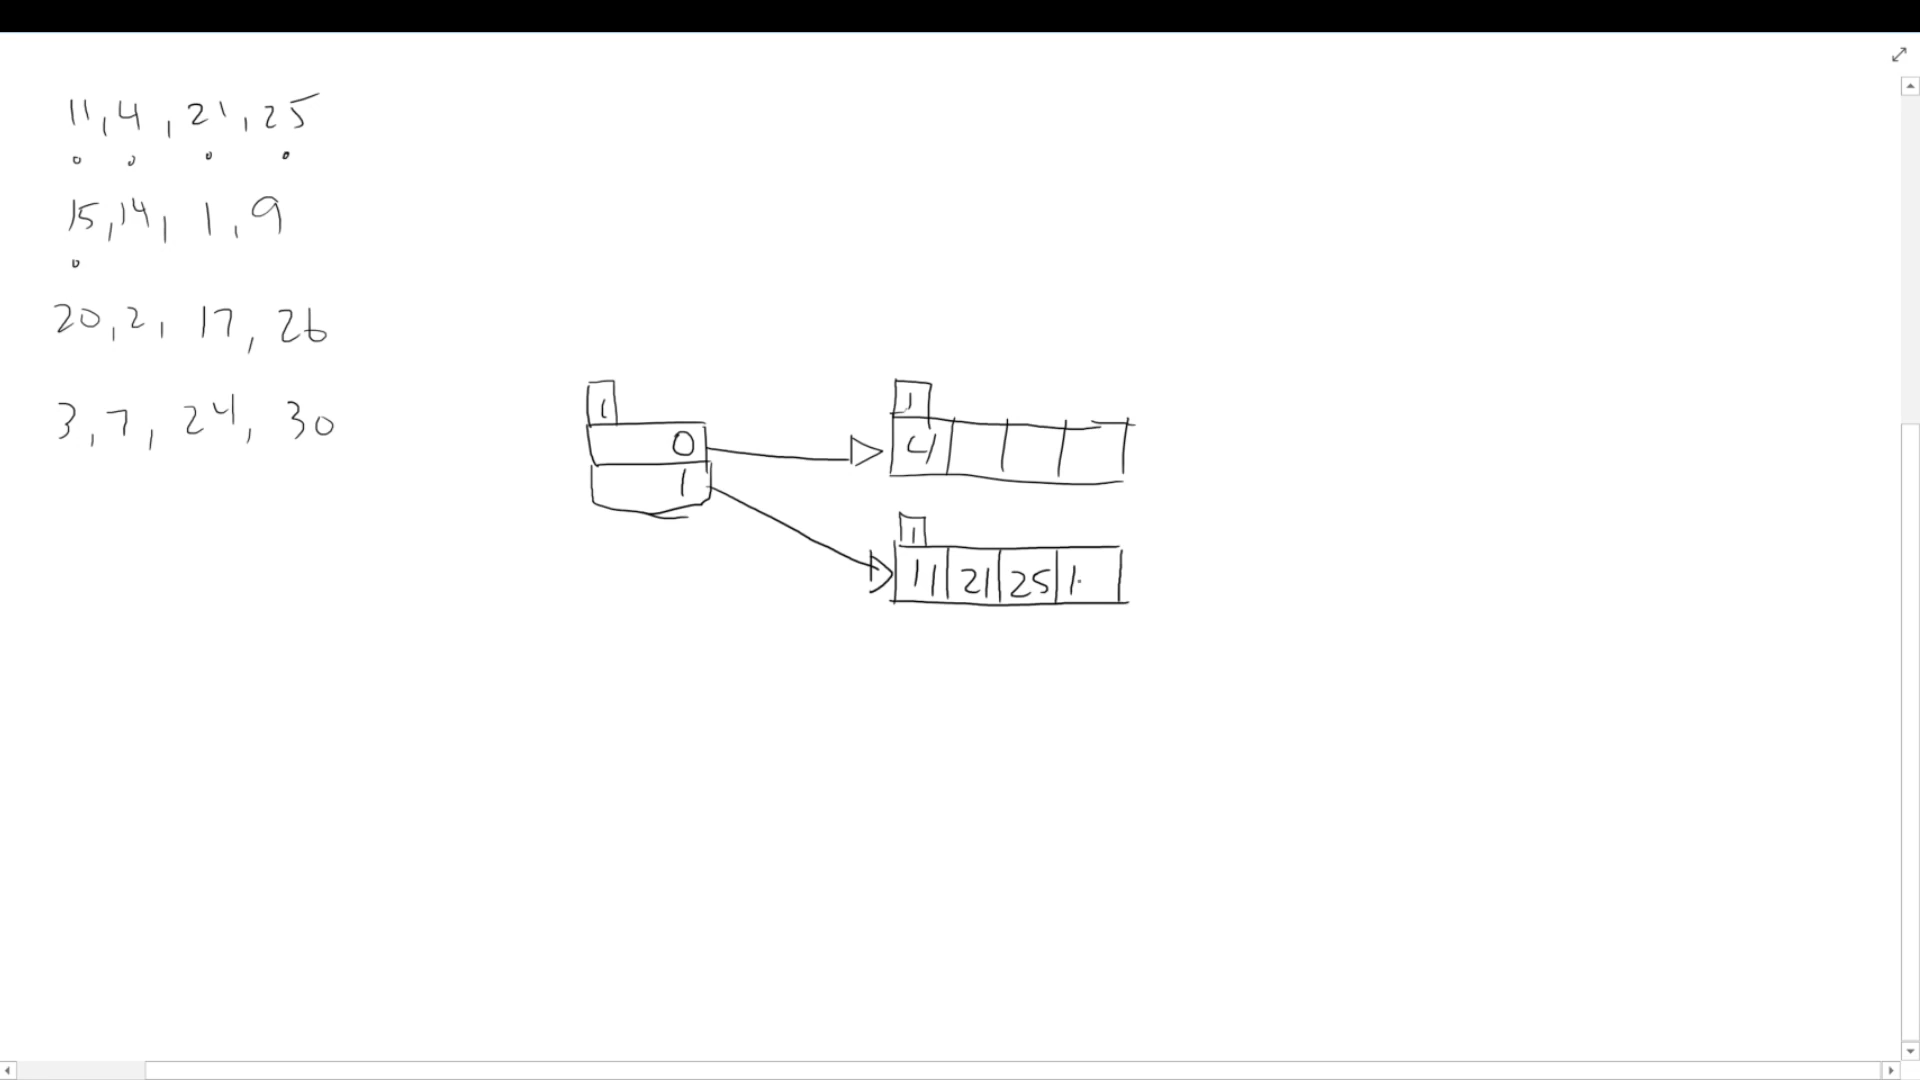 11, 4, 21, 25
15, 14, 1, 9
20, 2, 17, 26
3, 7, 24, 30
1
0
1
1
4
1
11 21 25 1